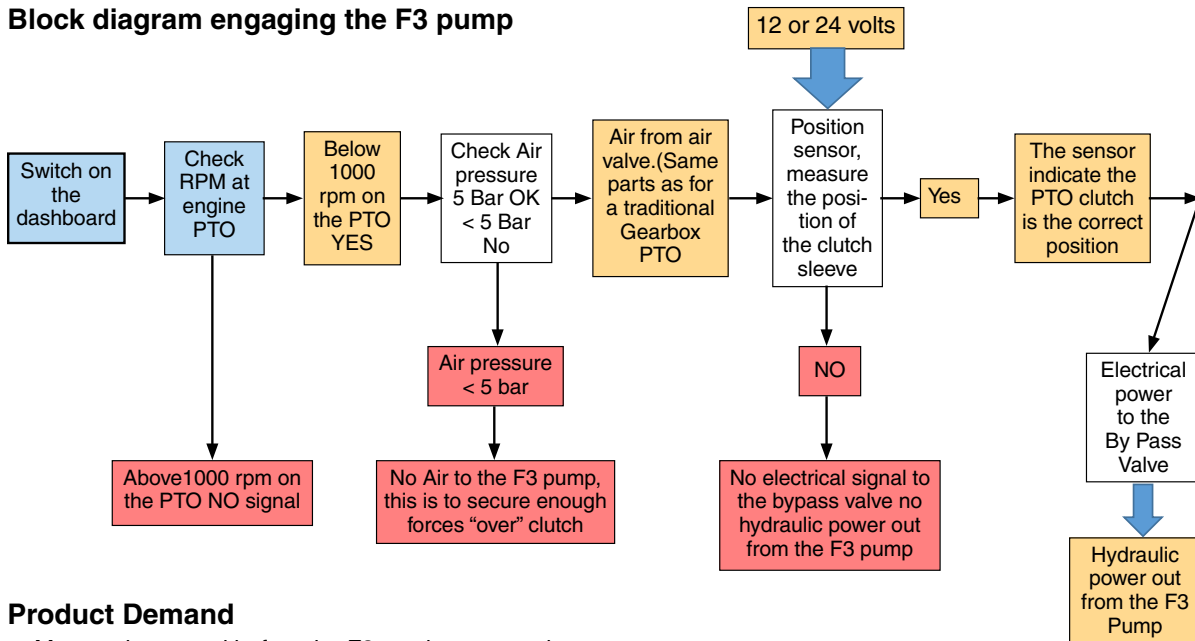 Block diagram engaging the F3 pump
12 or 24 volts
Switch on
the
dashboard
Check
RPM at
engine
PTO
Below
1000
rpm on
the PTO
YES
Check Air
pressure
5 Bar OK
< 5 Bar
No
Air from air
valve.(Same
parts as for
a traditional
Gearbox
PTO
Position
sensor,
measure
the posi-
tion of
the clutch
sleeve
Yes
The sensor
indicate the
PTO clutch
is the correct
position
Air pressure
< 5 bar
NO
Electrical
power
to the
By Pass
Valve
Above1000 rpm on
the PTO NO signal
No Air to the F3 pump,
this is to secure enough
forces “over” clutch
No electrical signal to
the bypass valve no
hydraulic power out
from the F3 pump
Hydraulic
power out
from the F3
Pump
Product Demand